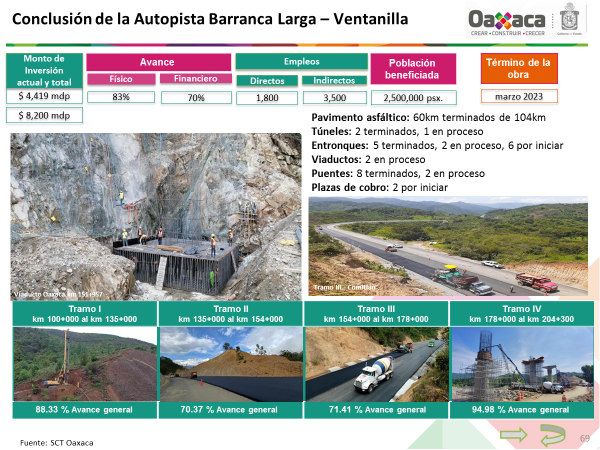 Conclusión de la Autopista Barranca Larga – Ventanilla
Oaxaca
CREAR • CONSTRUIR • CRECER
Monto de
Inversión
actual y total
$ 4,419 mdp
$ 8,200 mdp
Avance
Físico
Financiero
83%
70%
Empleos
Directos
Indirectos
1,800
3,500
Población
beneficiada
2,500,000 psx.
Término de la
obra
marzo 2023
Pavimento asfáltico: 60km terminados de 104km
Túneles: 2 terminados, 1 en proceso
Entronques: 5 terminados, 2 en proceso, 6 por iniciar
Viaductos: 2 en proceso
Puentes: 8 terminados, 2 en proceso
Plazas de cobro: 2 por iniciar
Viaducto Oaxaca km
Tramo III.
Tramo I
km 100+000 al km 135+000
Tramo II
km 135+000 al km 154+000
Tramo III
km 154+000 al km 178+000
Tramo IV
km 178+000 al km 204+300
88.33 % Avance general
70.37 % Avance general
71.41 % Avance general
94.98 % Avance general
Fuente: SCT Oaxaca
69